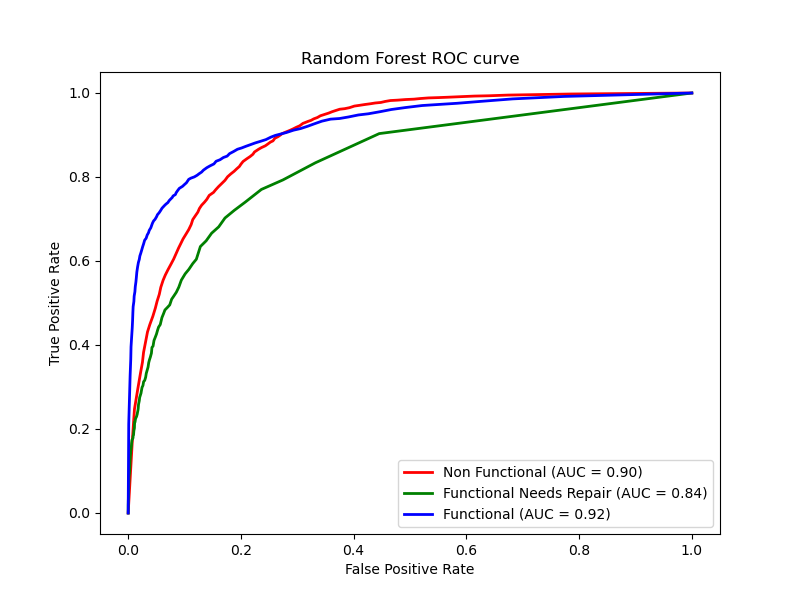 Random Forest ROC curve
True Positive Rate
1.0
0.8
0.6
0.4
0.2
0.0
Non Functional (AUC = 0.90)
Functional Needs Repair (AUC = 0.84)
Functional (AUC = 0.92)
0.0 0.2 0.4 0.6 0.8 1.0
False Positive Rate